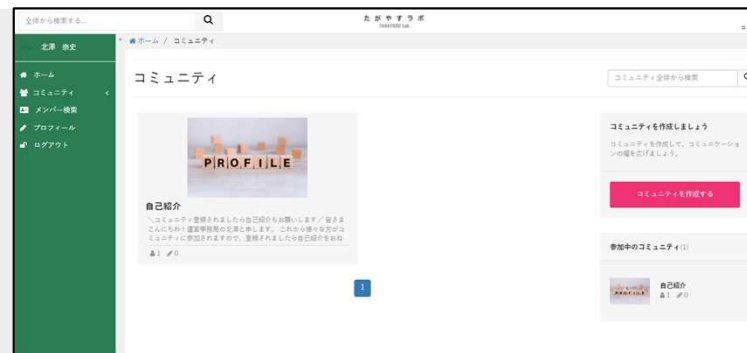 全体から検索する...
たがやすラボ
TAGAYASU Lab.
北澤 崇史
ホーム / コミュニティ
ホーム
コミュニティ
メンバー検索
プロフィール
ログアウト
コミュニティ
コミュニティ全体から検索
PROFILE
自己紹介
＼コミュニティ登録されましたら自己紹介をお願いします／ 皆さま
こんにちわ！運営事務局の北澤と申します。 これから様々な方がコ
ミュニティに参加されますので、登録されましたら自己紹介をおね
1 0
1
コミュニティを作成しましょう
コミュニティを作成して、コミュニケーショ
ンの幅を広げましょう。
コミュニティを作成する
参加中のコミュニティ(1)
PROFILE
自己紹介
1 0